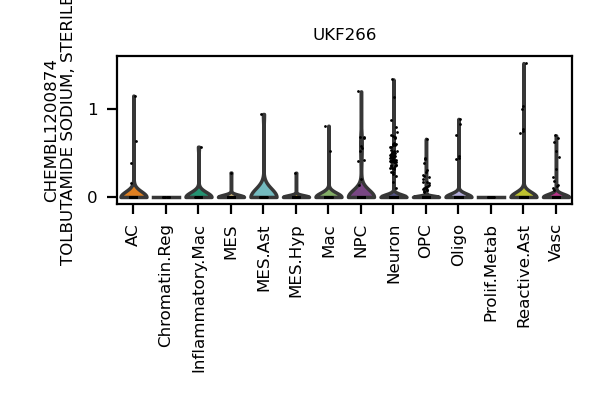 UKF266
CHEMBL1200874
TOLBUTAMIDE SODIUM, STERILE
1
0
AC
Chromatin.Reg
Inflammatory.Mac
MES
MES.Ast
MES.Hyp
Mac
NPC
Neuron
OPC
Oligo
Prolif.Metab
Reactive.Ast
Vasc